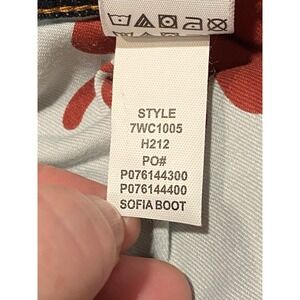 STYLE
7WC1005
H212
PO#
P076144300
P076144400
SOFIA BOOT